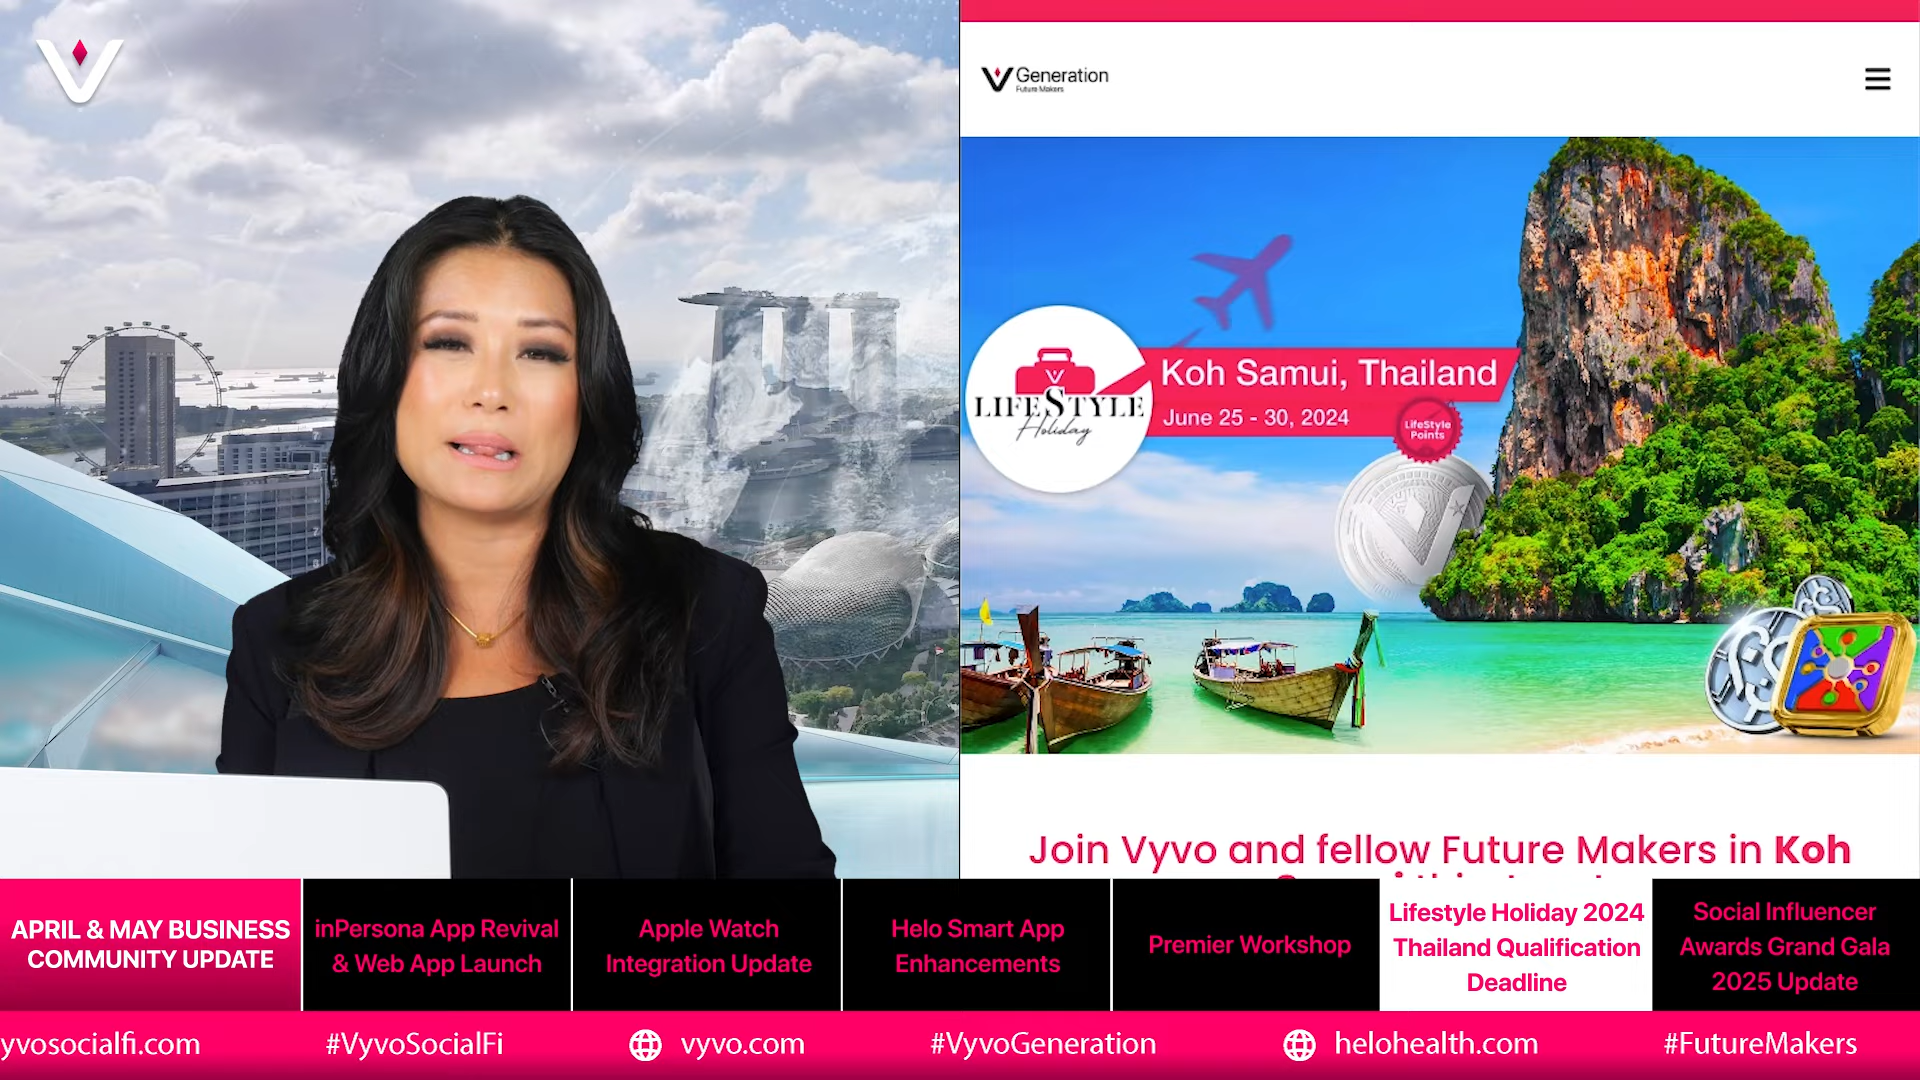 Generation
Future Makers
Koh Samui, Thailand
June 25 - 30, 2024
LIFESTYLE
Holiday
LifeStyle
Points
Join Vyvo and fellow Future Makers in Koh
APRIL & MAY BUSINESS
COMMUNITY UPDATE
inPersona App Revival
& Web App Launch
Apple Watch
Integration Update
Helo Smart App
Enhancements
Premier Workshop
Lifestyle Holiday 2024
Thailand Qualification
Deadline
Social Influencer
Awards Grand Gala
2025 Update
yvosocialfi.com
#VyvoSocialFi
vyvo.com
#VyvoGeneration
helohealth.com
#FutureMakers